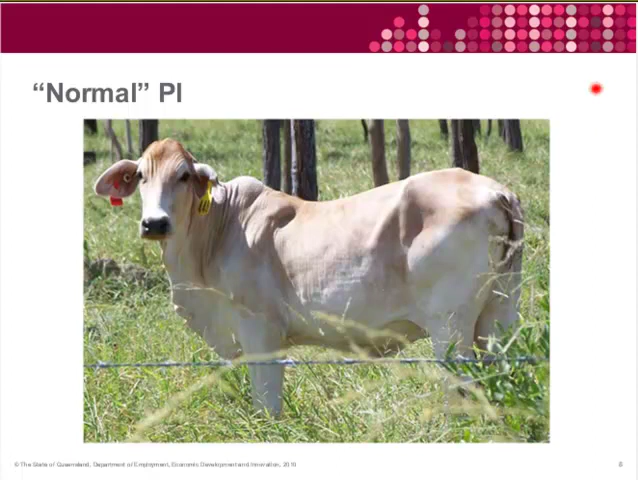 “Normal” PI
© The State of Queensland, Department of Employment, Economic Development and Innovation, 2010
8